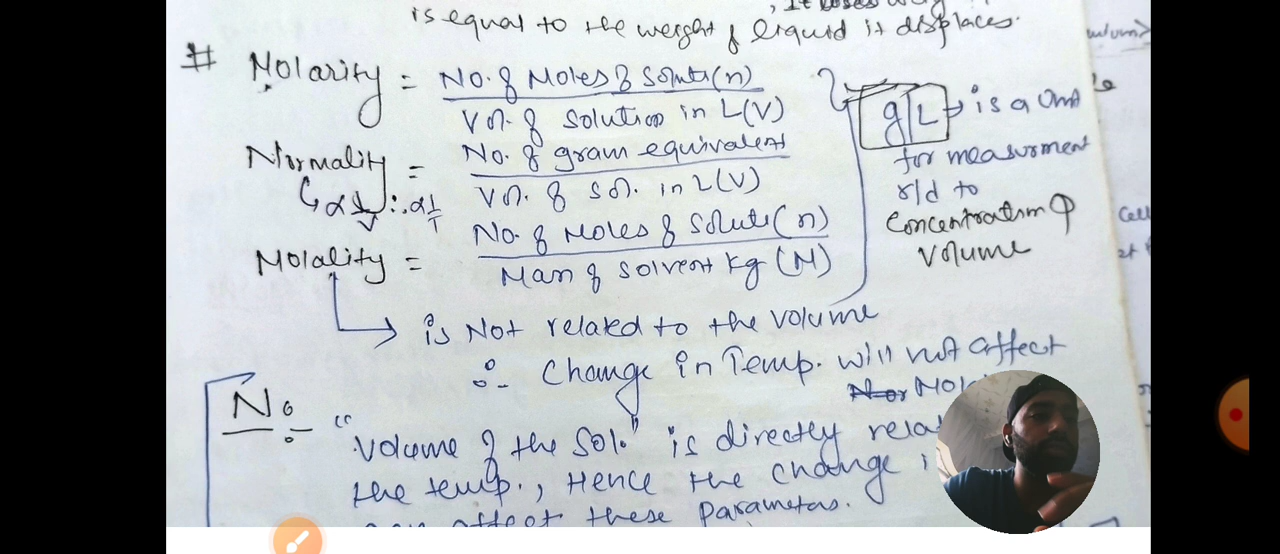 is equal to the weight of liquid it displaces.
# Molarity = No. of Moles of Solute(n)
Vol. of Solution in L(V)
Normality = No. of gram equivalent
Vol. of Sol. in L(V)
↳ α 1/V ∴ α 1/T
Molality = No. of Moles of Solute(n)
Mass of Solvent Kg (M)
↳ is Not related to the volume
∴ Change in Temp. will not affect
g/L → is a Unit
for measurment
r/d to
Concentration &
Volume
N.
"Volume of the Sol." is directly
the temp., Hence the change
affect these parameters.